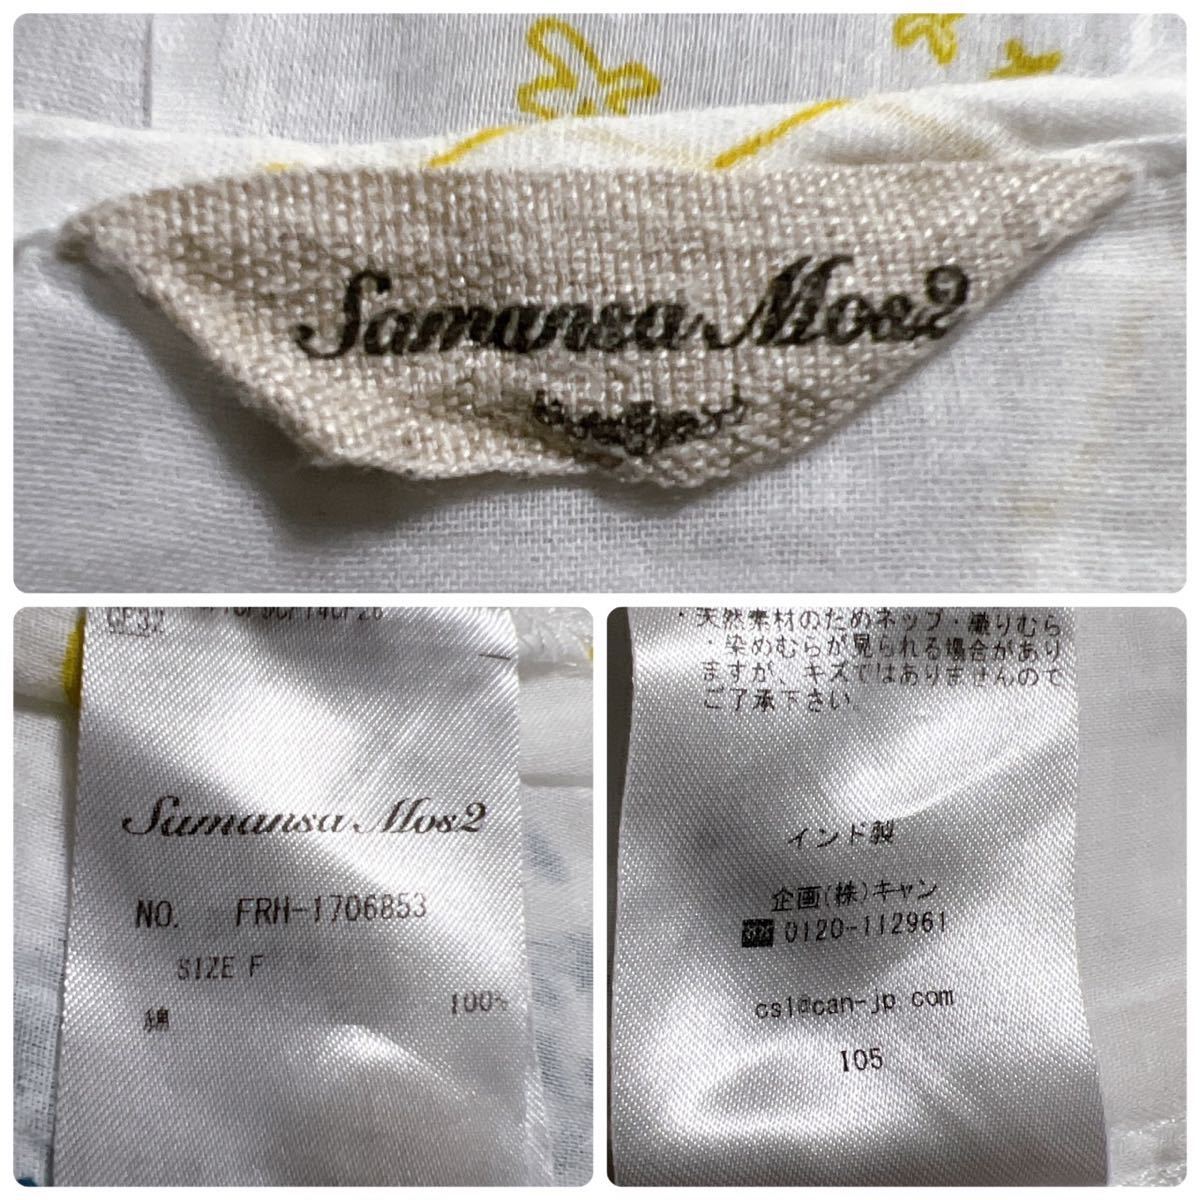 Samansa Mos2
Samansa Mos2
NO. FRH-1706853
SIZE F
綿 100%
・天然素材のためネップ・織りむら
・染めむらが見られる場合があり
ますが、キズではありませんので
ご了承下さい
インド製
企画(株)キャン
0120-112961
cs1@can-jp com
105